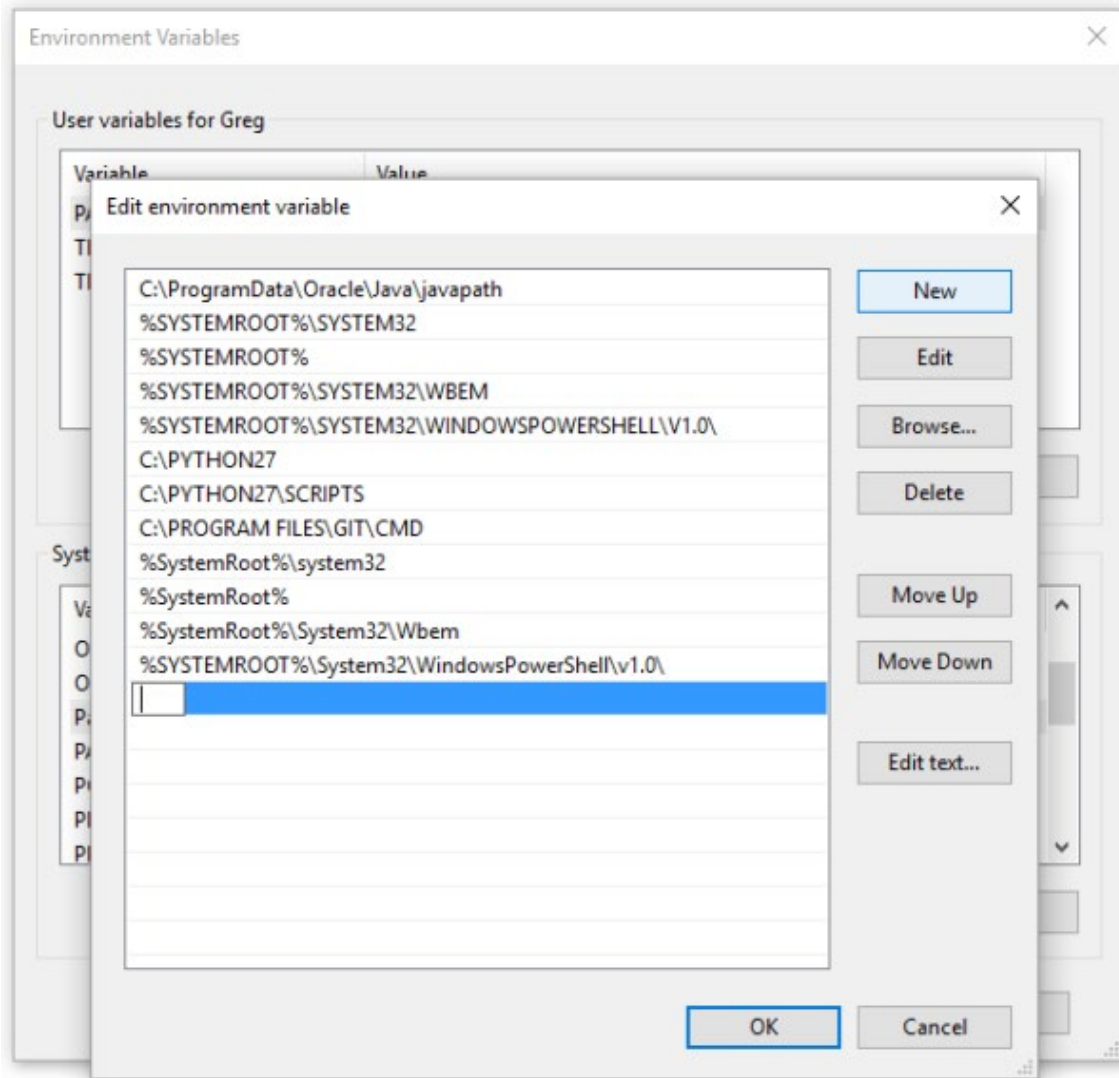 Environment Variables
User variables for Greg
Variable Value
Edit environment variable
C:\ProgramData\Oracle\Java\javapath
%SYSTEMROOT%\SYSTEM32
%SYSTEMROOT%
%SYSTEMROOT%\SYSTEM32\WBEM
%SYSTEMROOT%\SYSTEM32\WINDOWSPOWERSHELL\V1.0\
C:\PYTHON27
C:\PYTHON27\SCRIPTS
C:\PROGRAM FILES\GIT\CMD
%SystemRoot%\system32
%SystemRoot%
%SystemRoot%\System32\Wbem
%SYSTEMROOT%\System32\WindowsPowerShell\v1.0\
New
Edit
Browse...
Delete
Move Up
Move Down
Edit text...
OK
Cancel